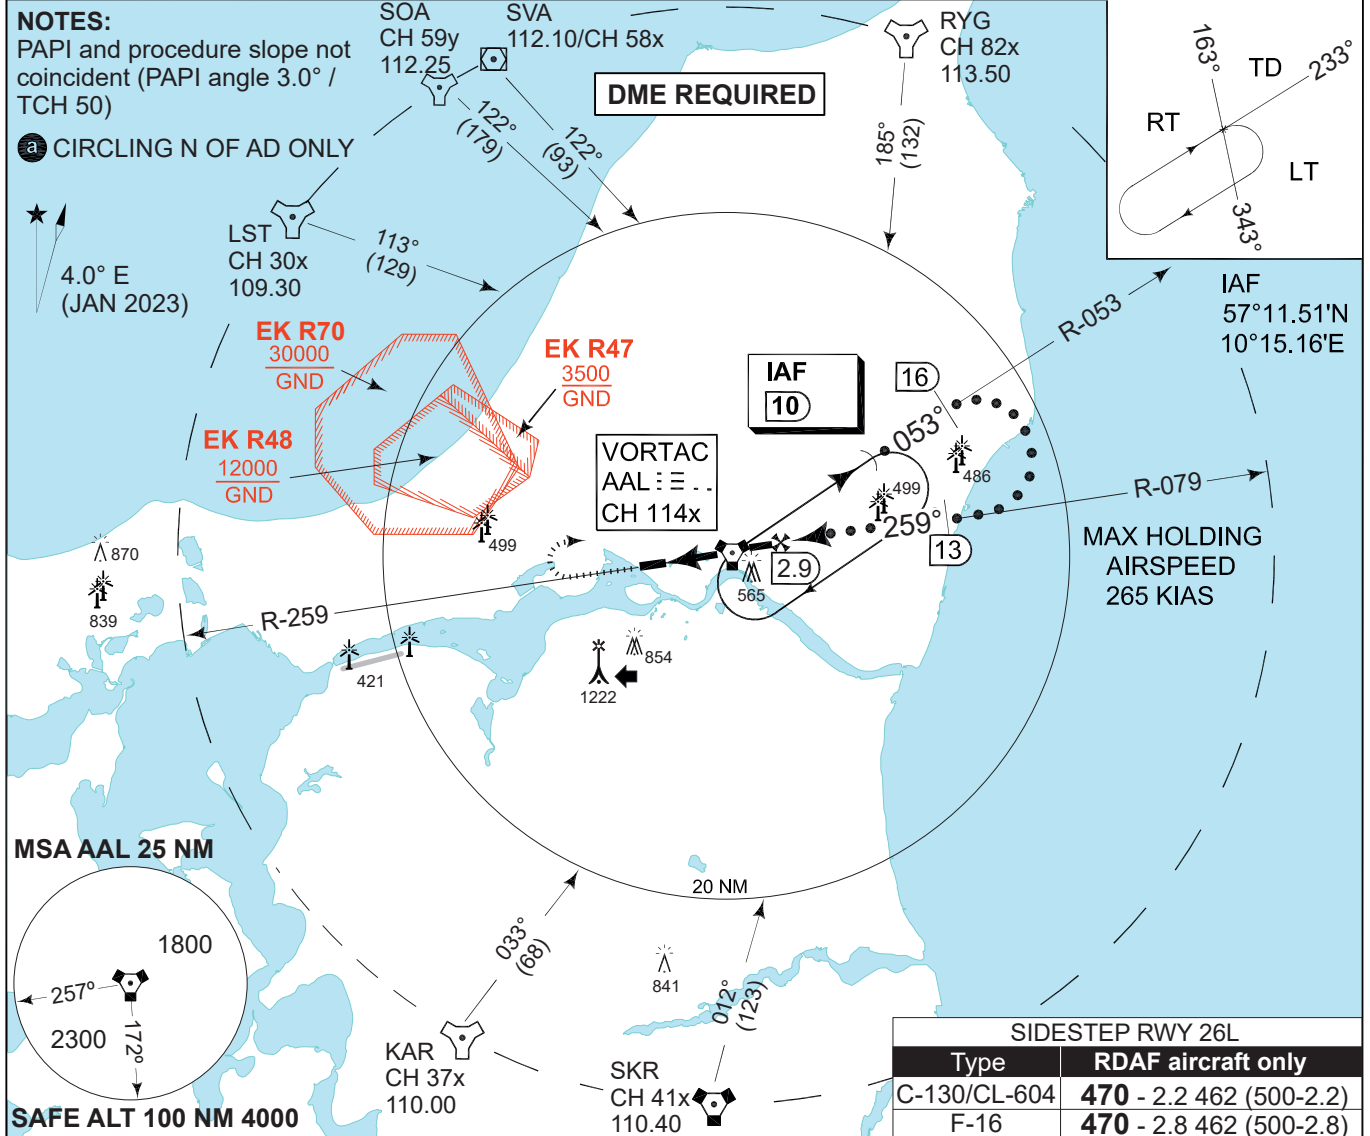 NOTES:
PAPI and procedure slope not
coincident (PAPI angle 3.0° /
TCH 50)
a CIRCLING N OF AD ONLY
4.0° E
(JAN 2023)
SOA
CH 59y
112.25
SVA
112.10/CH 58x
RYG
CH 82x
113.50
DME REQUIRED
122°
(179)
122°
(93)
185°
(132)
163°
TD
233°
RT
LT
343°
IAF
57°11.51'N
10°15.16'E
LST
CH 30x
109.30
113°
(129)
EK R70
30000
GND
EK R47
3500
GND
EK R48
12000
GND
IAF
10
16
R-053
053°
VORTAC
AAL
CH 114x
499
486
259°
13
R-079
MAX HOLDING
AIRSPEED
265 KIAS
499
2.9
565
870
839
R-259
421
854
1222
20 NM
MSA AAL 25 NM
1800
257°
2300
172°
SAFE ALT 100 NM 4000
033°
(68)
KAR
CH 37x
110.00
841
012°
(123)
SKR
CH 41x
110.40
SIDESTEP RWY 26L
Type RDAF aircraft only
C-130/CL-604 470 - 2.2 462 (500-2.2)
F-16 470 - 2.8 462 (500-2.8)